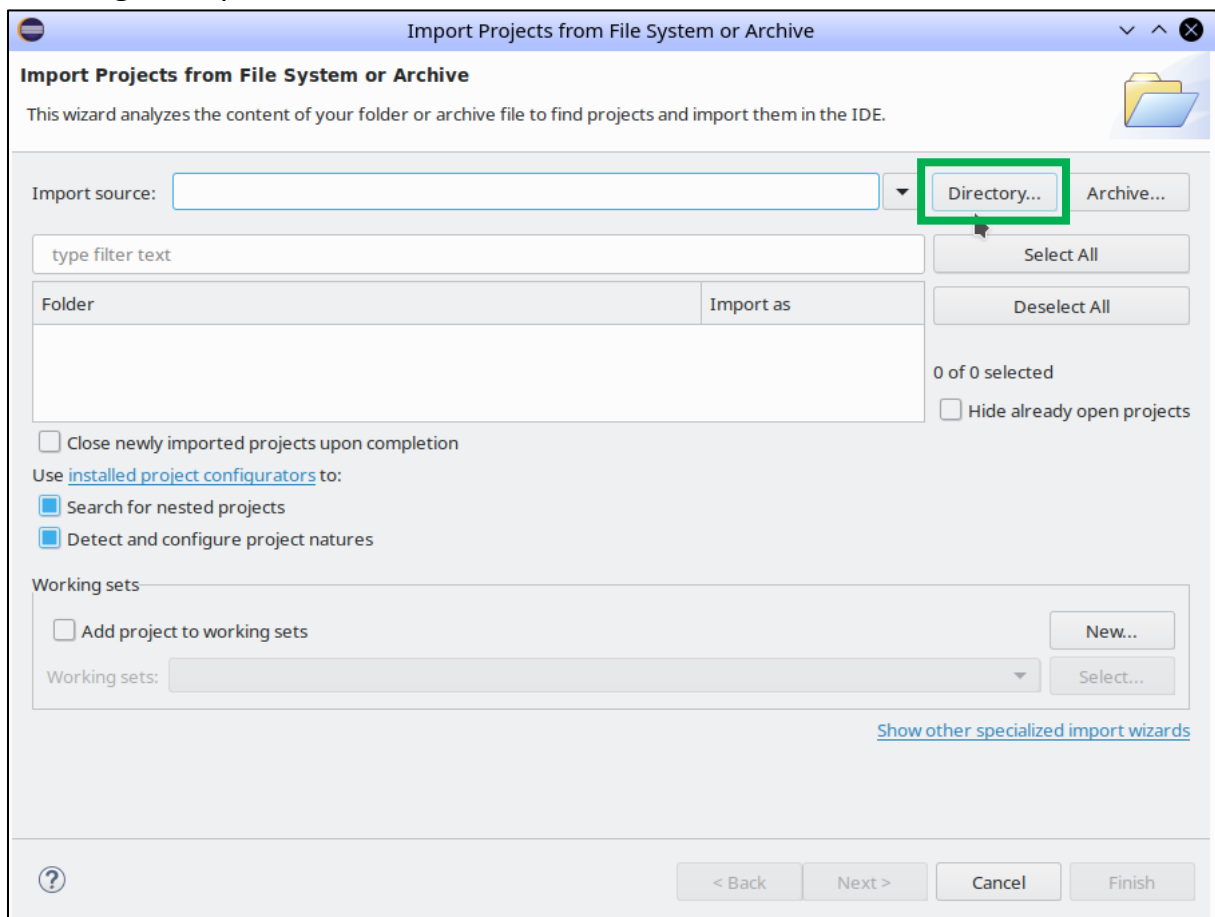 Import Projects from File System or Archive
Import Projects from File System or Archive
This wizard analyzes the content of your folder or archive file to find projects and import them in the IDE.
Import source: Directory... Archive...
type filter text Select All
Folder Import as Deselect All
0 of 0 selected
Hide already open projects
Close newly imported projects upon completion
Use installed project configurators to:
Search for nested projects
Detect and configure project natures
Working sets
Add project to working sets New...
Working sets: Select...
Show other specialized import wizards
? < Back Next > Cancel Finish